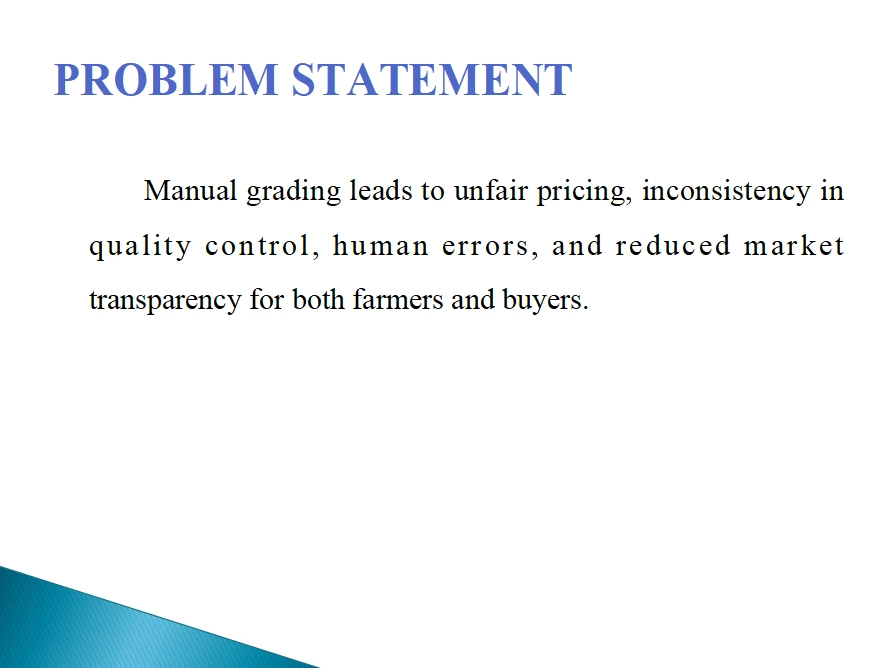 PROBLEM STATEMENT
Manual grading leads to unfair pricing, inconsistency in
quality control, human errors, and reduced market
transparency for both farmers and buyers.